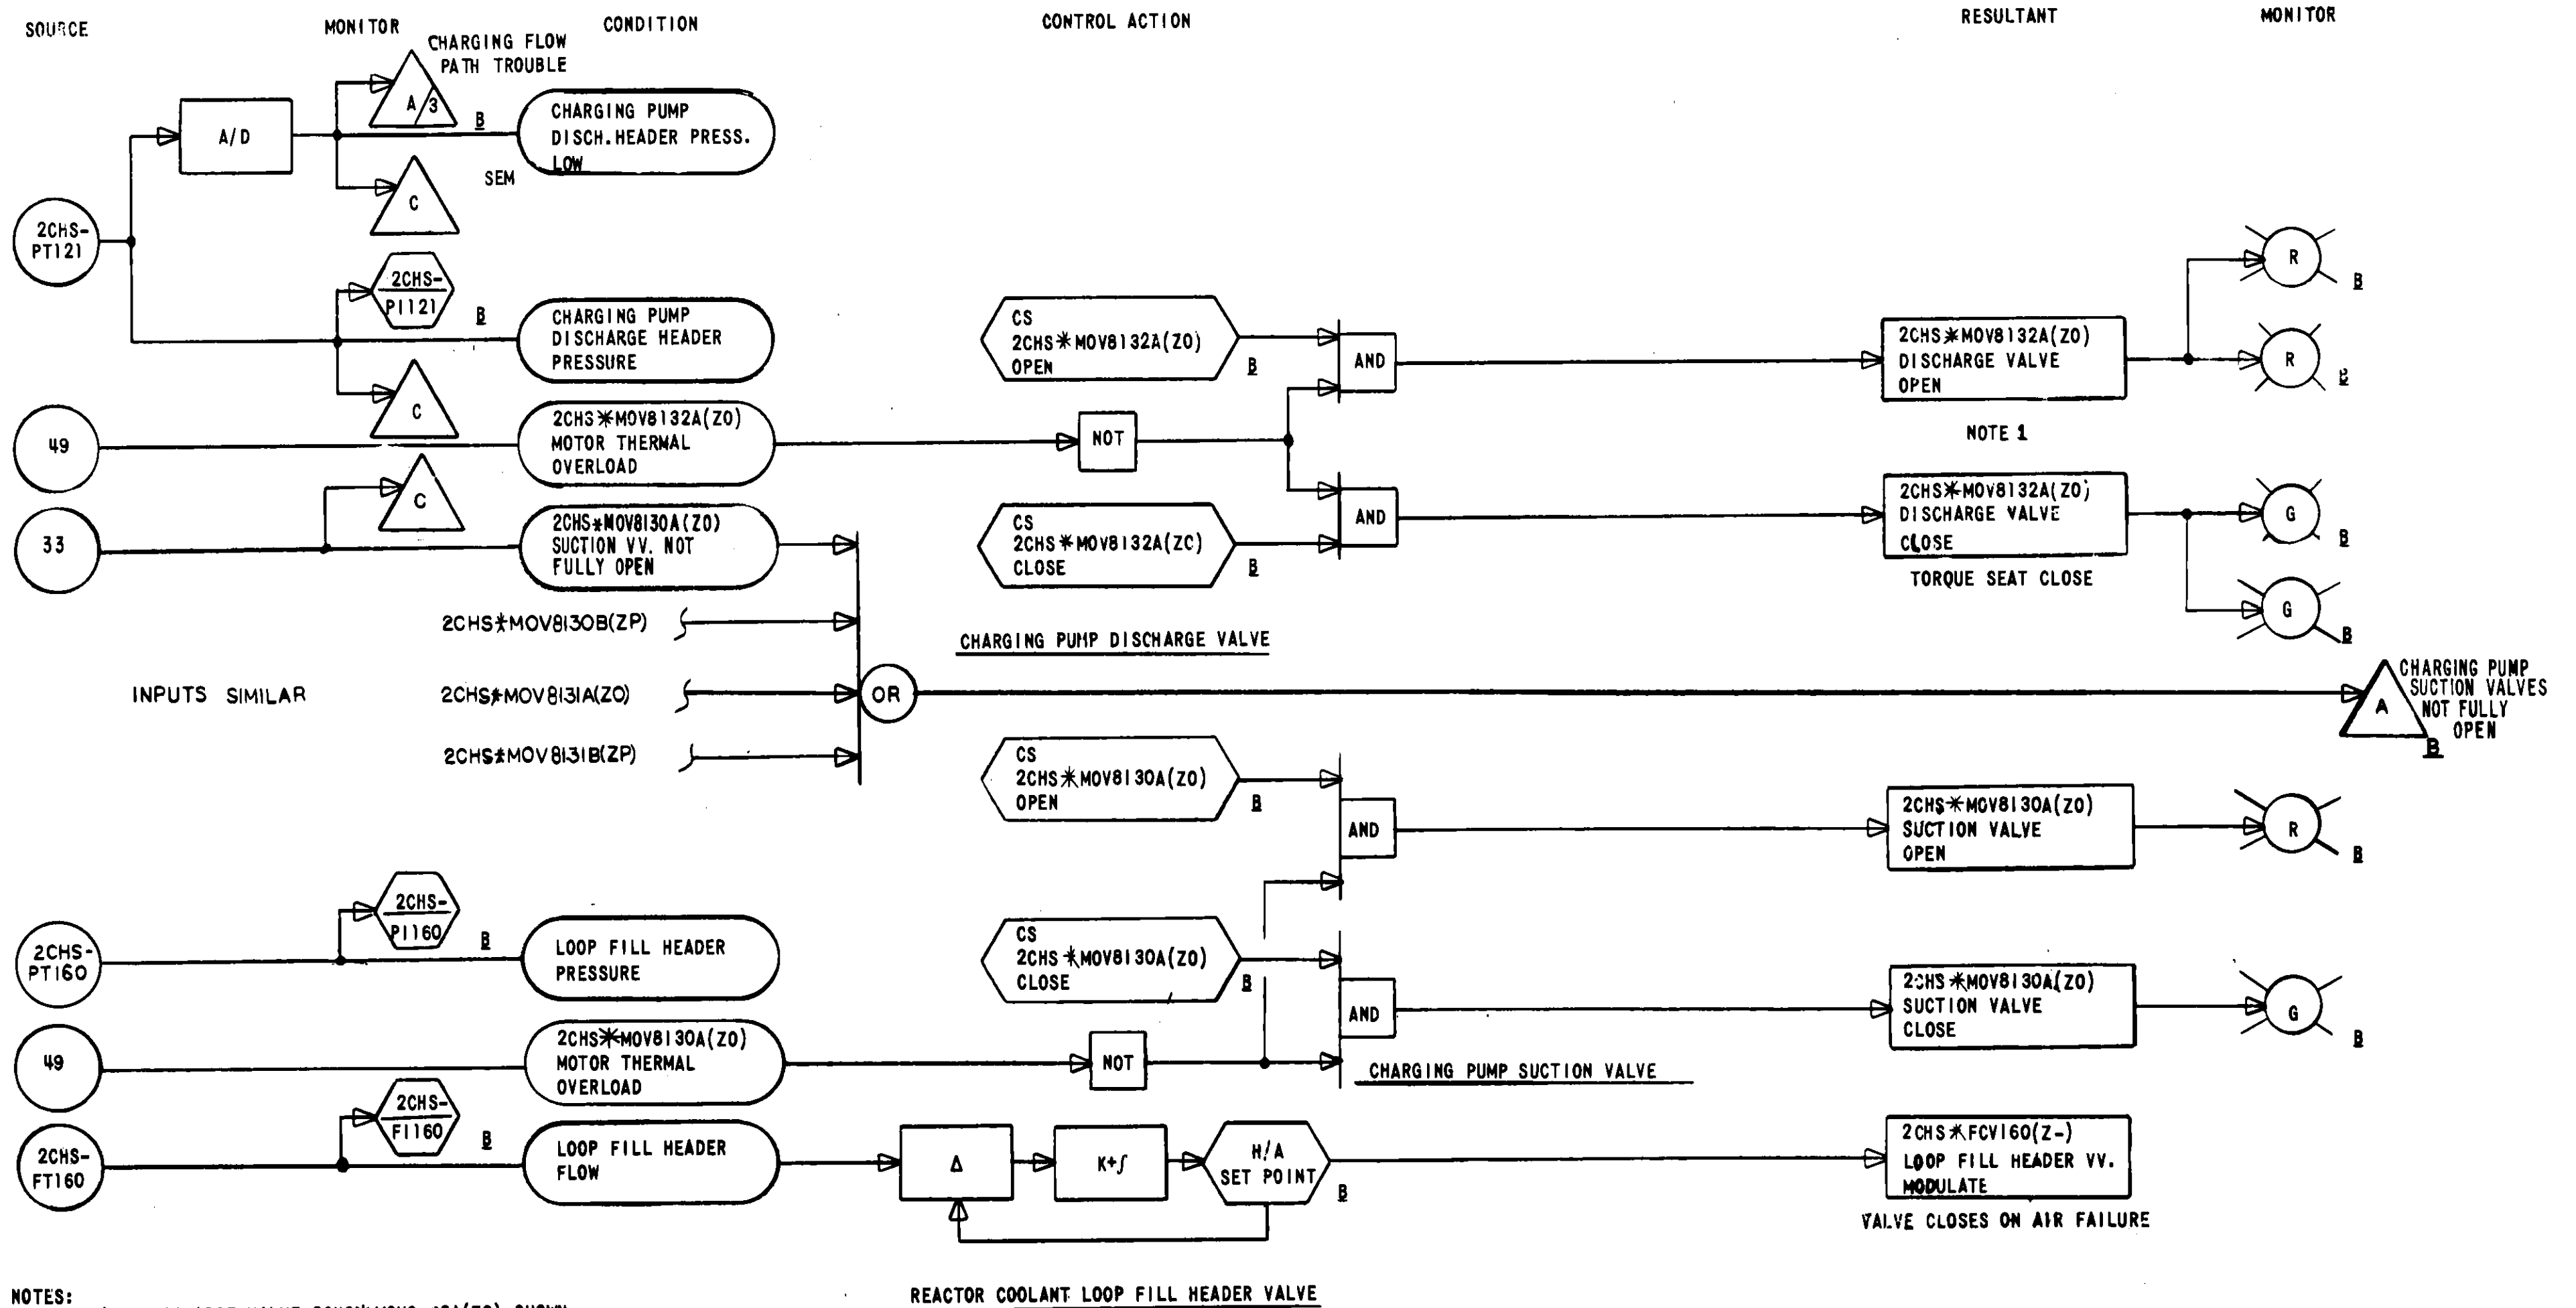 SOURCE
MONITOR
CONDITION
CONTROL ACTION
RESULTANT
MONITOR
CHARGING FLOW
PATH TROUBLE
A/3
B
A/D
CHARGING PUMP
DISCH.HEADER PRESS.
LOW
SEM
C
2CHS-
PT121
2CHS-
PI121
B
CHARGING PUMP
DISCHARGE HEADER
PRESSURE
C
CS
2CHS*MOV8132A(ZO)
OPEN
B
AND
2CHS*MOV8132A(ZO)
DISCHARGE VALVE
OPEN
R
B
R
B
NOTE 1
49
2CHS*MOV8132A(ZO)
MOTOR THERMAL
OVERLOAD
NOT
C
33
2CHS*MOV8130A(ZO)
SUCTION VV. NOT
FULLY OPEN
CS
2CHS*MOV8132A(ZC)
CLOSE
B
AND
2CHS*MOV8132A(ZO)
DISCHARGE VALVE
CLOSE
TORQUE SEAT CLOSE
G
B
G
B
2CHS*MOV8130B(ZP)
CHARGING PUMP DISCHARGE VALVE
INPUTS SIMILAR
2CHS*MOV8131A(ZO)
OR
A
CHARGING PUMP
SUCTION VALVES
NOT FULLY
OPEN
B
2CHS*MOV8131B(ZP)
CS
2CHS*MOV8130A(ZO)
OPEN
B
AND
2CHS*MOV8130A(ZO)
SUCTION VALVE
OPEN
R
B
2CHS-
PT160
2CHS-
PI160
B
LOOP FILL HEADER
PRESSURE
CS
2CHS*MOV8130A(ZO)
CLOSE
B
AND
2CHS*MOV8130A(ZO)
SUCTION VALVE
CLOSE
G
B
49
2CHS*MOV8130A(ZO)
MOTOR THERMAL
OVERLOAD
NOT
CHARGING PUMP SUCTION VALVE
2CHS-
FT160
2CHS-
FI160
B
LOOP FILL HEADER
FLOW
Δ
K+∫
H/A
SET POINT
B
2CHS*FCV160(Z-)
LOOP FILL HEADER VV.
MODULATE
VALVE CLOSES ON AIR FAILURE
NOTES:
REACTOR COOLANT LOOP FILL HEADER VALVE